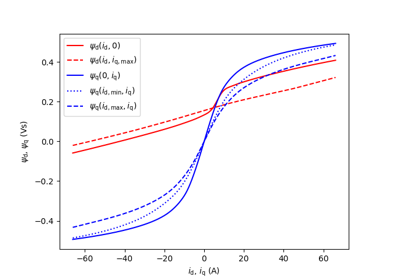 ψd(id, 0)
ψd(id, iq,max)
ψq(0, iq)
ψq(id,min, iq)
ψq(id,max, iq)
ψd, ψq (Vs)
0.4
0.2
0.0
−0.2
−0.4
−60 −40 −20 0 20 40 60
id, iq (A)